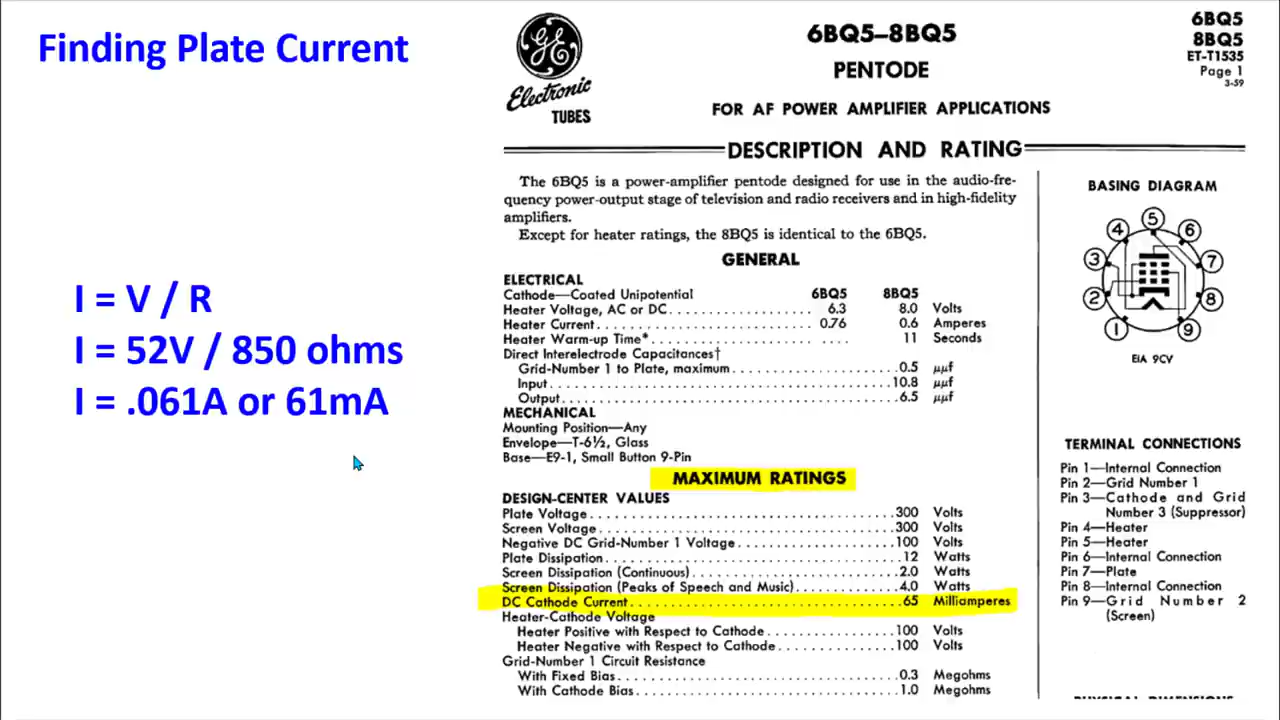 Finding Plate Current
I = V / R
I = 52V / 850 ohms
I = .061A or 61mA
GE
Electronic
TUBES
6BQ5–8BQ5
PENTODE
FOR AF POWER AMPLIFIER APPLICATIONS
6BQ5
8BQ5
ET-T1535
Page 1
3-59
DESCRIPTION AND RATING
The 6BQ5 is a power-amplifier pentode designed for use in the audio-fre-
quency power-output stage of television and radio receivers and in high-fidelity
amplifiers.
Except for heater ratings, the 8BQ5 is identical to the 6BQ5.
GENERAL
ELECTRICAL
Cathode—Coated Unipotential 6BQ5 8BQ5
Heater Voltage, AC or DC. . . . . . . . . . . . . . . . . . 6.3 8.0 Volts
Heater Current. . . . . . . . . . . . . . . . . . . . . . . . . . . 0.76 0.6 Amperes
Heater Warm-up Time* . . . . . . . . . . . . . . . . . . . . . . . . 11 Seconds
Direct Interelectrode Capacitances†
Grid-Number 1 to Plate, maximum . . . . . . . . . . . . . . . . . . . . 0.5 μμf
Input. . . . . . . . . . . . . . . . . . . . . . . . . . . . . . . . . . . . . . . . . . 10.8 μμf
Output. . . . . . . . . . . . . . . . . . . . . . . . . . . . . . . . . . . . . . . . 6.5 μμf
MECHANICAL
Mounting Position—Any
Envelope—T-6½, Glass
Base—E9-1, Small Button 9-Pin
MAXIMUM RATINGS
DESIGN-CENTER VALUES
Plate Voltage. . . . . . . . . . . . . . . . . . . . . . . . . . . . . . . . . . . . . 300 Volts
Screen Voltage. . . . . . . . . . . . . . . . . . . . . . . . . . . . . . . . . . . 300 Volts
Negative DC Grid-Number 1 Voltage. . . . . . . . . . . . . . . . . . . 100 Volts
Plate Dissipation. . . . . . . . . . . . . . . . . . . . . . . . . . . . . . . . . . . 12 Watts
Screen Dissipation (Continuous). . . . . . . . . . . . . . . . . . . . . . . 2.0 Watts
Screen Dissipation (Peaks of Speech and Music). . . . . . . . . . . 4.0 Watts
DC Cathode Current. . . . . . . . . . . . . . . . . . . . . . . . . . . . . . . . 65 Milliamperes
Heater-Cathode Voltage
Heater Positive with Respect to Cathode. . . . . . . . . . . . . . . 100 Volts
Heater Negative with Respect to Cathode. . . . . . . . . . . . . . 100 Volts
Grid-Number 1 Circuit Resistance
With Fixed Bias. . . . . . . . . . . . . . . . . . . . . . . . . . . . . . . . . . 0.3 Megohms
With Cathode Bias. . . . . . . . . . . . . . . . . . . . . . . . . . . . . . . . 1.0 Megohms
BASING DIAGRAM
5
4 6
3 7
2 8
1 9
EIA 9CV
TERMINAL CONNECTIONS
Pin 1—Internal Connection
Pin 2—Grid Number 1
Pin 3—Cathode and Grid
Number 3 (Suppressor)
Pin 4—Heater
Pin 5—Heater
Pin 6—Internal Connection
Pin 7—Plate
Pin 8—Internal Connection
Pin 9—Grid Number 2
(Screen)